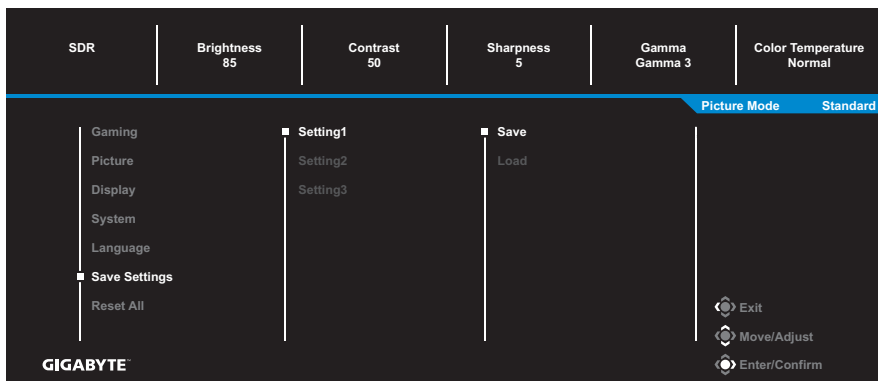 SDR
Brightness
85
Contrast
50
Sharpness
5
Gamma
Gamma 3
Color Temperature
Normal
Picture Mode Standard
Gaming
Picture
Display
System
Language
Save Settings
Reset All
Setting1
Setting2
Setting3
Save
Load
Exit
Move/Adjust
Enter/Confirm
GIGABYTE™